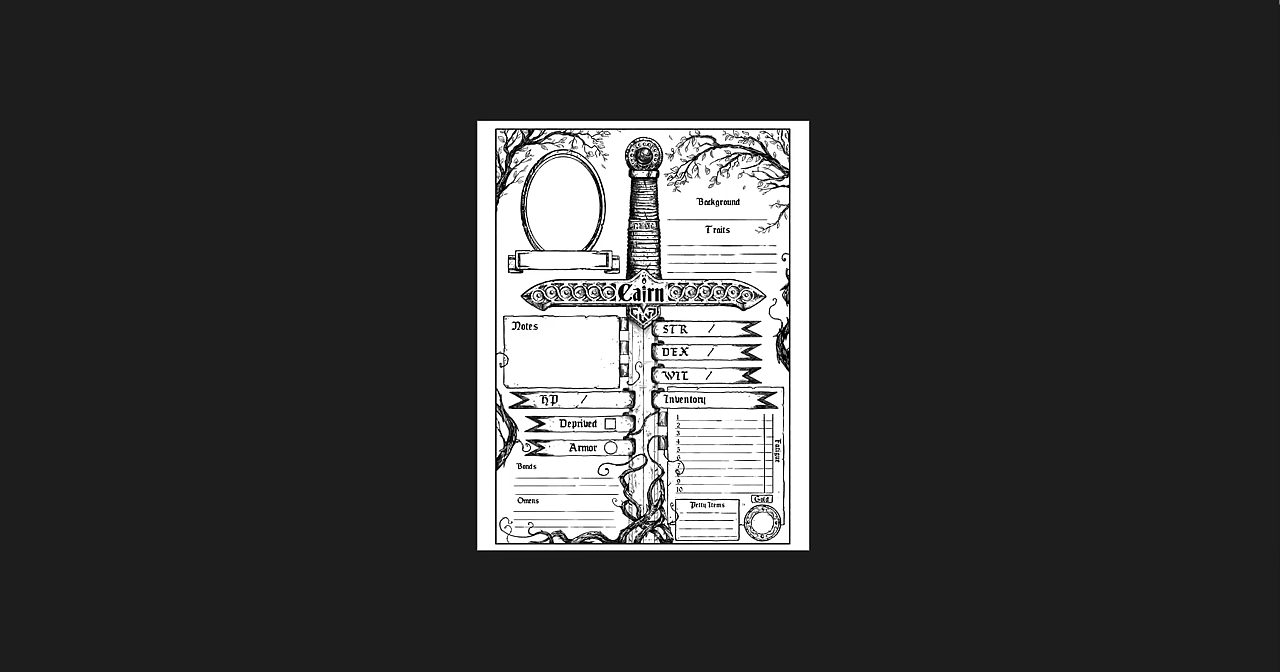 Background
Traits
Cairn
Notes
STR /
DEX /
WIL /
HP /
Inventory
Deprived
Armor
1
2
3
4
5
6
7
9
10
Fatigue
Bonds
Omens
Petty Items
Gold